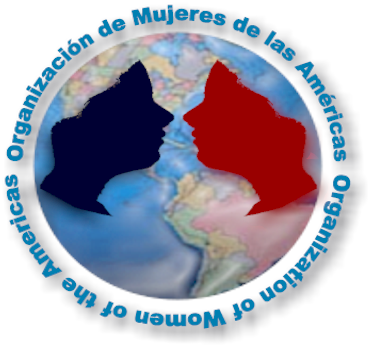 Organización de Mujeres de las Américas
Organization of Women of the Americas